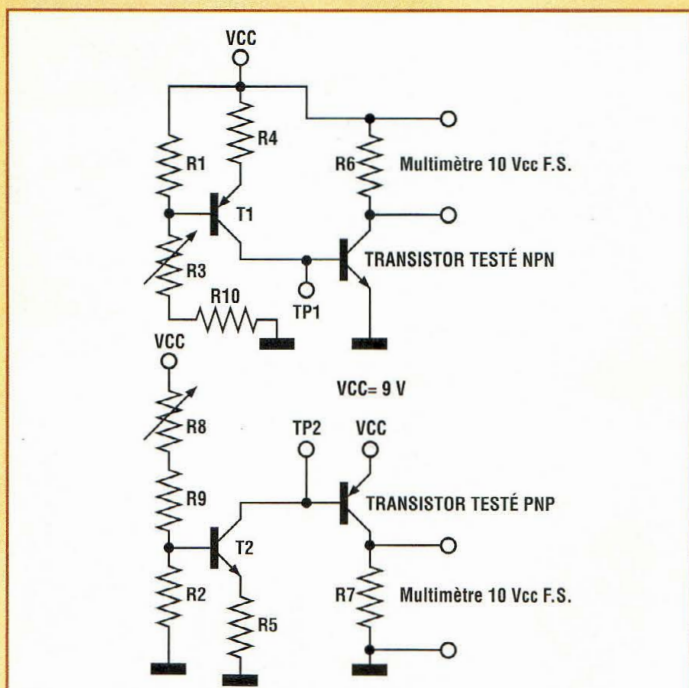 VCC
R4
R1
R6
Multimètre 10 Vcc F.S.
T1
TRANSISTOR TESTÉ NPN
R3
TP1
R10
VCC
VCC= 9 V
R8
TP2
VCC
R9
TRANSISTOR TESTÉ PNP
T2
R2
R7
Multimètre 10 Vcc F.S.
R5